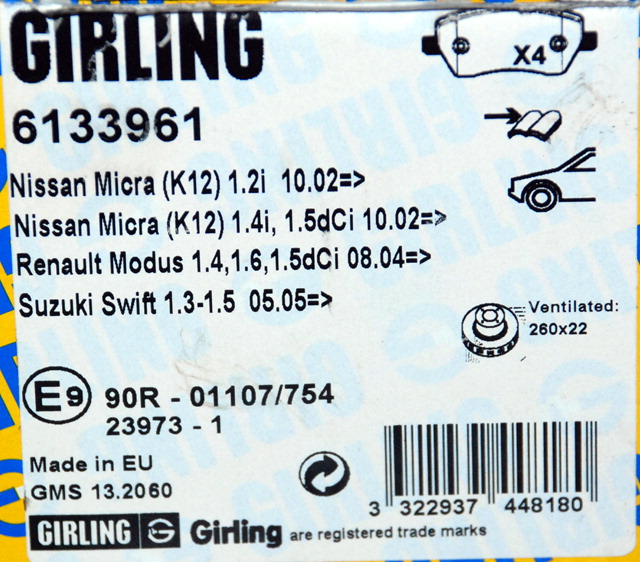 GIRLING
X4
6133961
Nissan Micra (K12) 1.2i 10.02=>
Nissan Micra (K12) 1.4i, 1.5dCi 10.02=>
Renault Modus 1.4,1.6,1.5dCi 08.04=>
Suzuki Swift 1.3-1.5 05.05=>
Ventilated:
260x22
E9 90R - 01107/754
23973 - 1
Made in EU
GMS 13.2060
3 322937 448180
GIRLING G Girling are registered trade marks